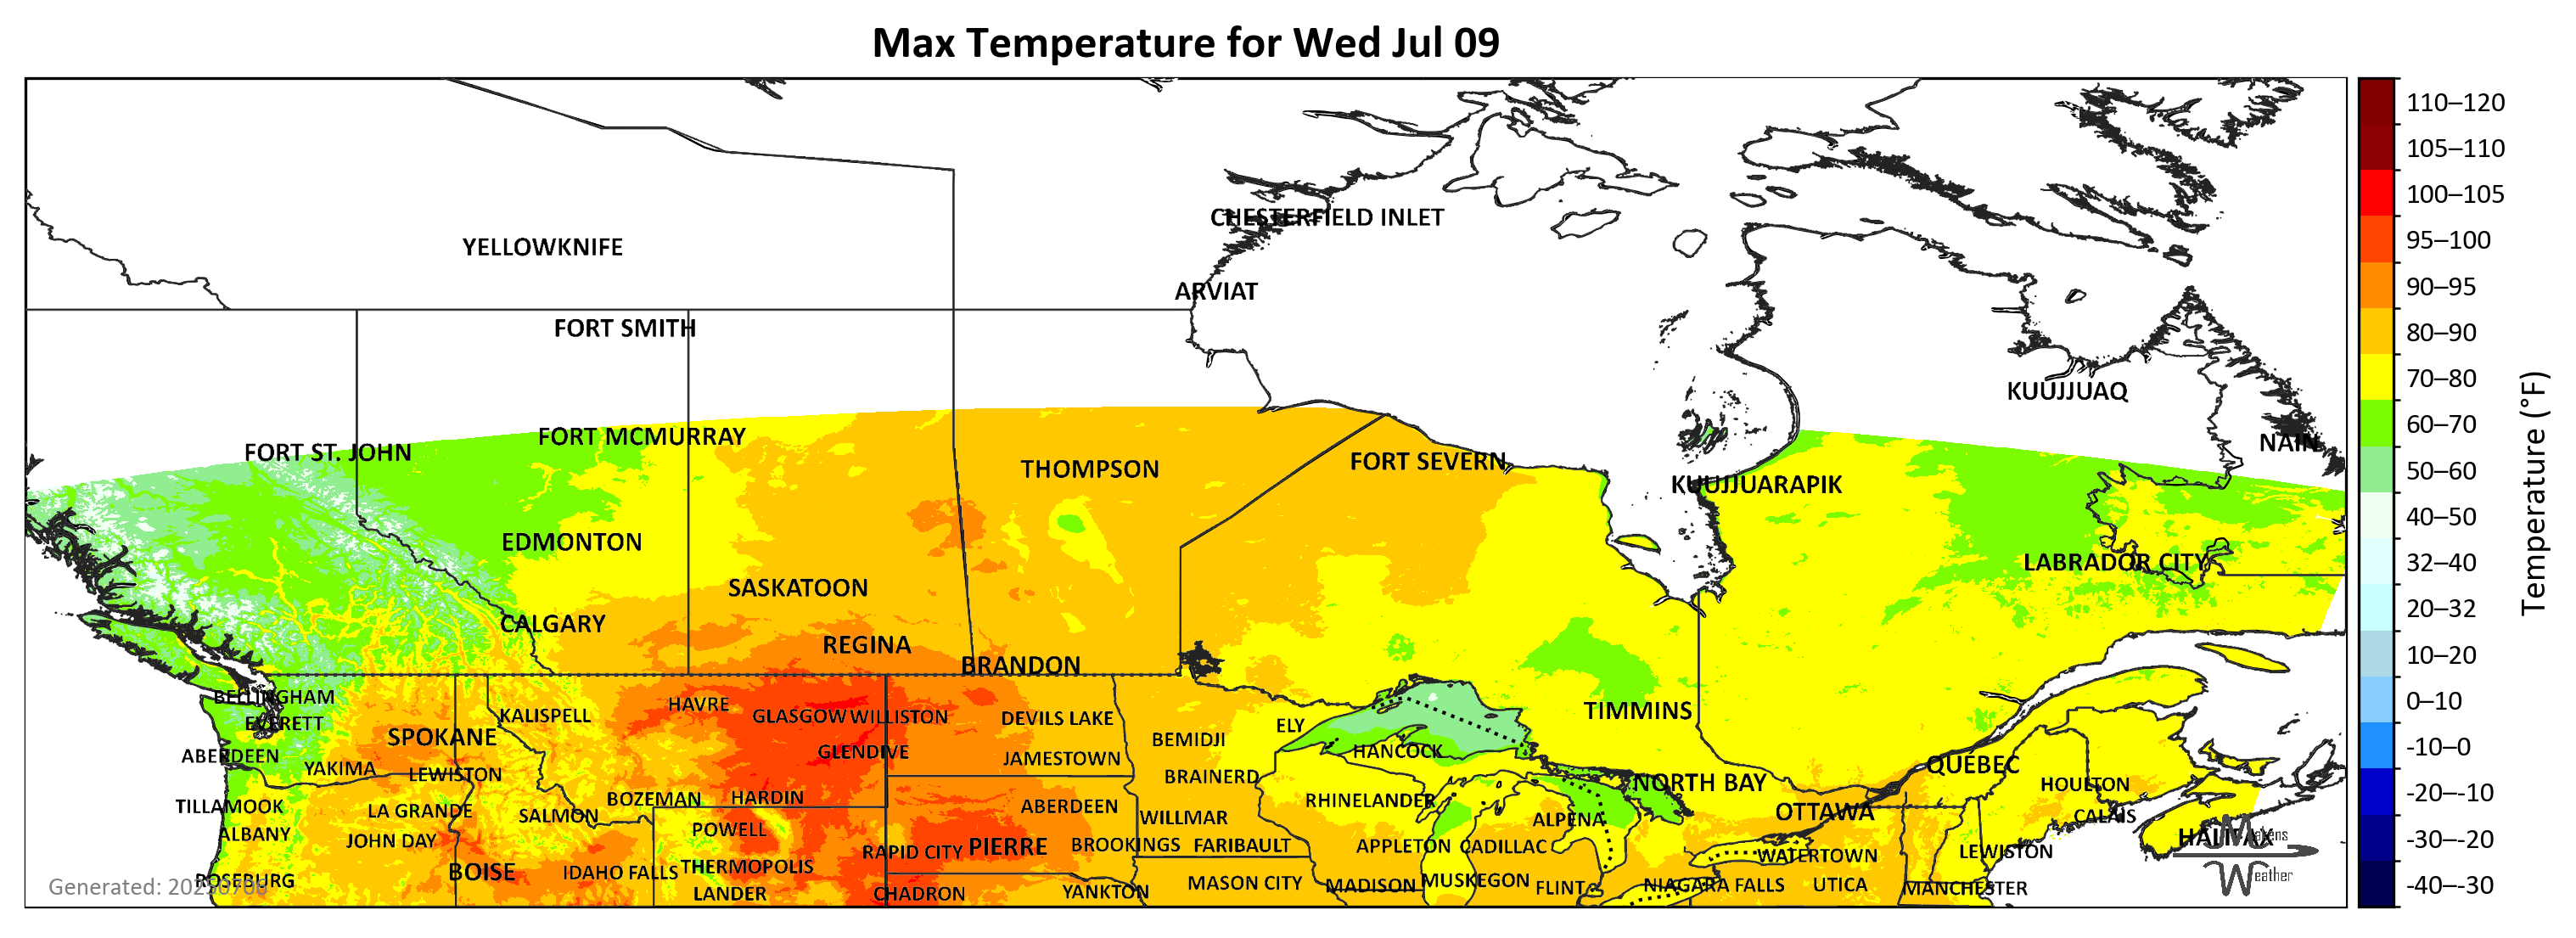 Max Temperature for Wed Jul 09
CHESTERFIELD INLET
YELLOWKNIFE
ARVIAT
FORT SMITH
KUUJJUAQ
FORT MCMURRAY
NAIN
FORT ST. JOHN
FORT SEVERN
THOMPSON
KUUJJUARAPIK
EDMONTON
LABRADOR CITY
SASKATOON
CALGARY
REGINA
BRANDON
BELLINGHAM
HAVRE
TIMMINS
KALISPELL
GLASGOW WILLISTON
DEVILS LAKE
EVERETT
ELY
SPOKANE
BEMIDJI
GLENDIVE
HANCOCK
ABERDEEN
JAMESTOWN
QUÉBEC
YAKIMA
LEWISTON
BRAINERD
NORTH BAY
HOULTON
BOZEMAN
HARDIN
RHINELANDER
TILLAMOOK
ABERDEEN
LA GRANDE
SALMON
WILLMAR
ALPENA
OTTAWA
CALAIS
ALBANY
POWELL
JOHN DAY
HALIFAX
Makens
BROOKINGS
FARIBAULT
APPLETON
CADILLAC
PIERRE
RAPID CITY
WATERTOWN
LEWISTON
THERMOPOLIS
BOISE
IDAHO FALLS
Weather
ROSEBURG
MUSKEGON
MASON CITY
MADISON
FLINT
NIAGARA FALLS
UTICA
MANCHESTER
Generated: 20250706
LANDER
CHADRON
YANKTON
110–120
105–110
100–105
95–100
90–95
80–90
70–80
60–70
50–60
40–50
32–40
20–32
10–20
0–10
-10–0
-20–-10
-30–-20
-40–-30
Temperature (°F)